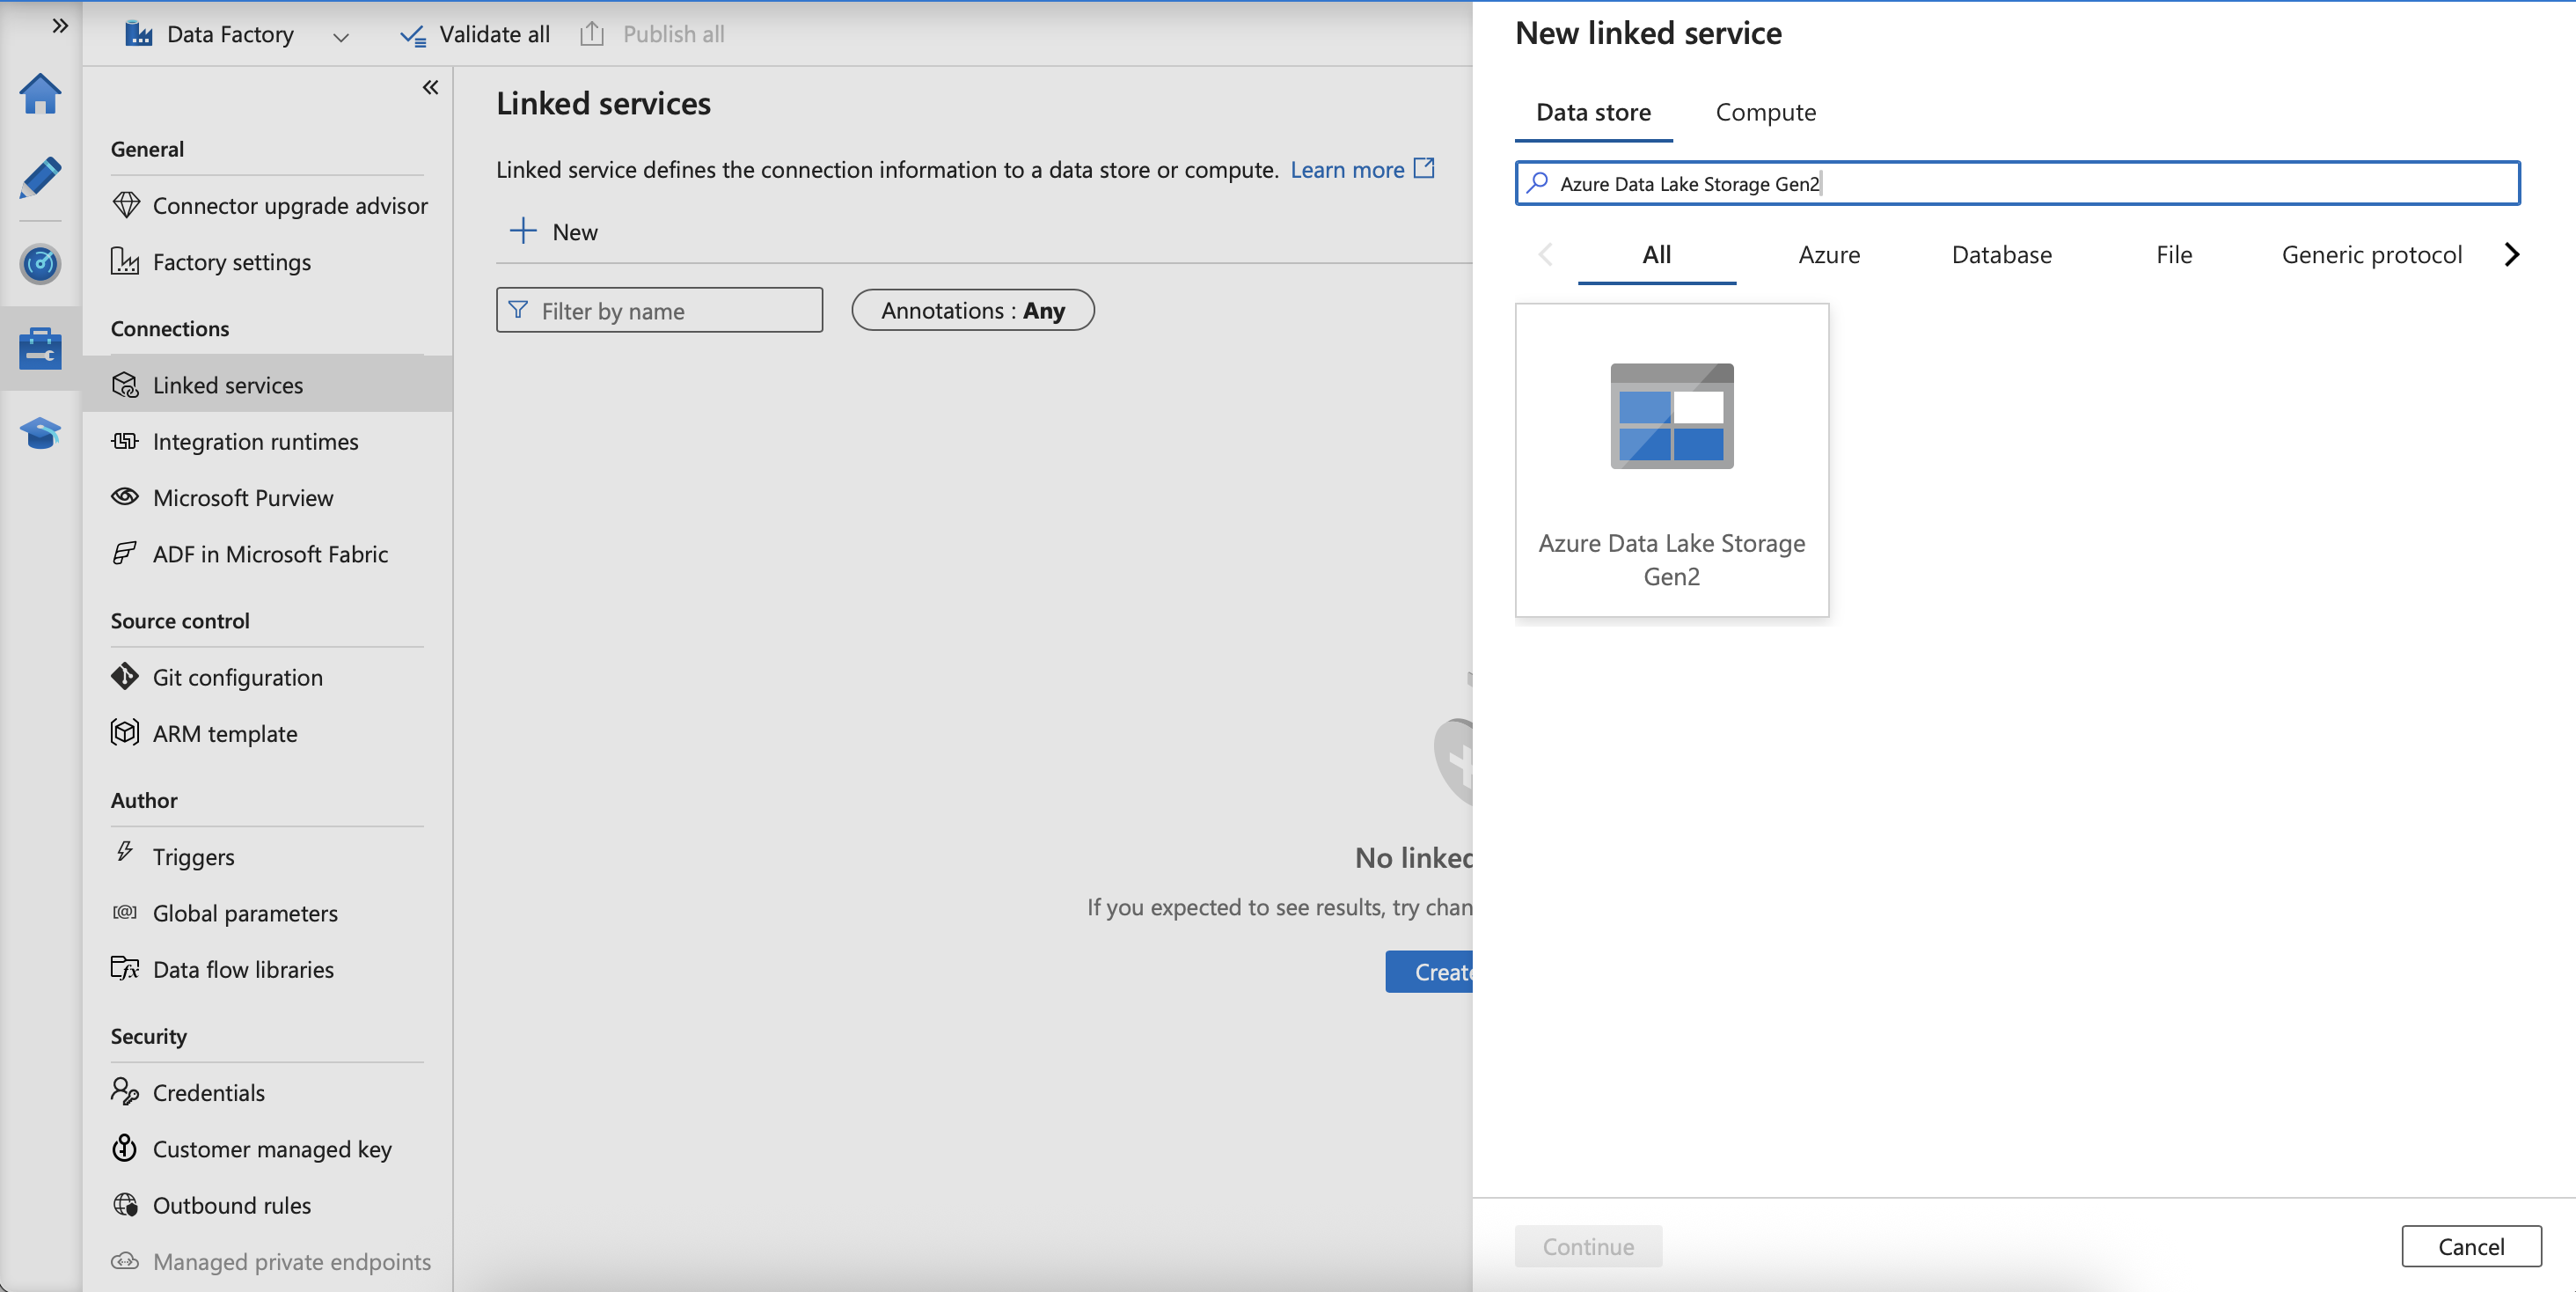 Data Factory
Validate all
Publish all
General
Connector upgrade advisor
Factory settings
Connections
Linked services
Integration runtimes
Microsoft Purview
ADF in Microsoft Fabric
Source control
Git configuration
ARM template
Author
Triggers
Global parameters
Data flow libraries
Security
Credentials
Customer managed key
Outbound rules
Managed private endpoints
Linked services
Linked service defines the connection information to a data store or compute. Learn more
New
Filter by name
Annotations : Any
No linked
If you expected to see results, try chan
Create
New linked service
Data store
Compute
Azure Data Lake Storage Gen2
All
Azure
Database
File
Generic protocol
Azure Data Lake Storage
Gen2
Continue
Cancel